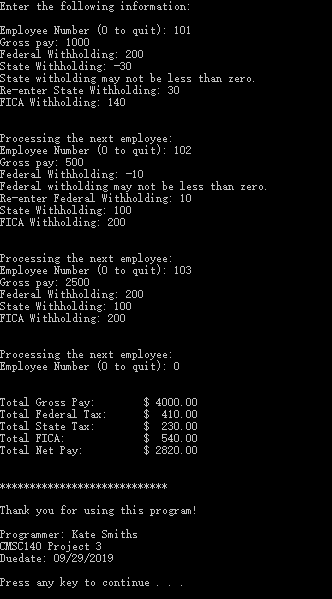 Enter the following information:
Employee Number (0 to quit): 101
Gross pay: 1000
Federal Withholding: 200
State Withholding: -30
State witholding may not be less than zero.
Re-enter State Withholding: 30
FICA Withholding: 140
Processing the next employee:
Employee Number (0 to quit): 102
Gross pay: 500
Federal Withholding: -10
Federal witholding may not be less than zero.
Re-enter Federal Withholding: 10
State Withholding: 100
FICA Withholding: 200
Processing the next employee:
Employee Number (0 to quit): 103
Gross pay: 2500
Federal Withholding: 200
State Withholding: 100
FICA Withholding: 200
Processing the next employee:
Employee Number (0 to quit): 0
Total Gross Pay: $ 4000.00
Total Federal Tax: $ 410.00
Total State Tax: $ 230.00
Total FICA: $ 540.00
Total Net Pay: $ 2820.00
****************************
Thank you for using this program!
Programmer: Kate Smiths
CMSC140 Project 3
Duedate: 09/29/2019
Press any key to continue . . .